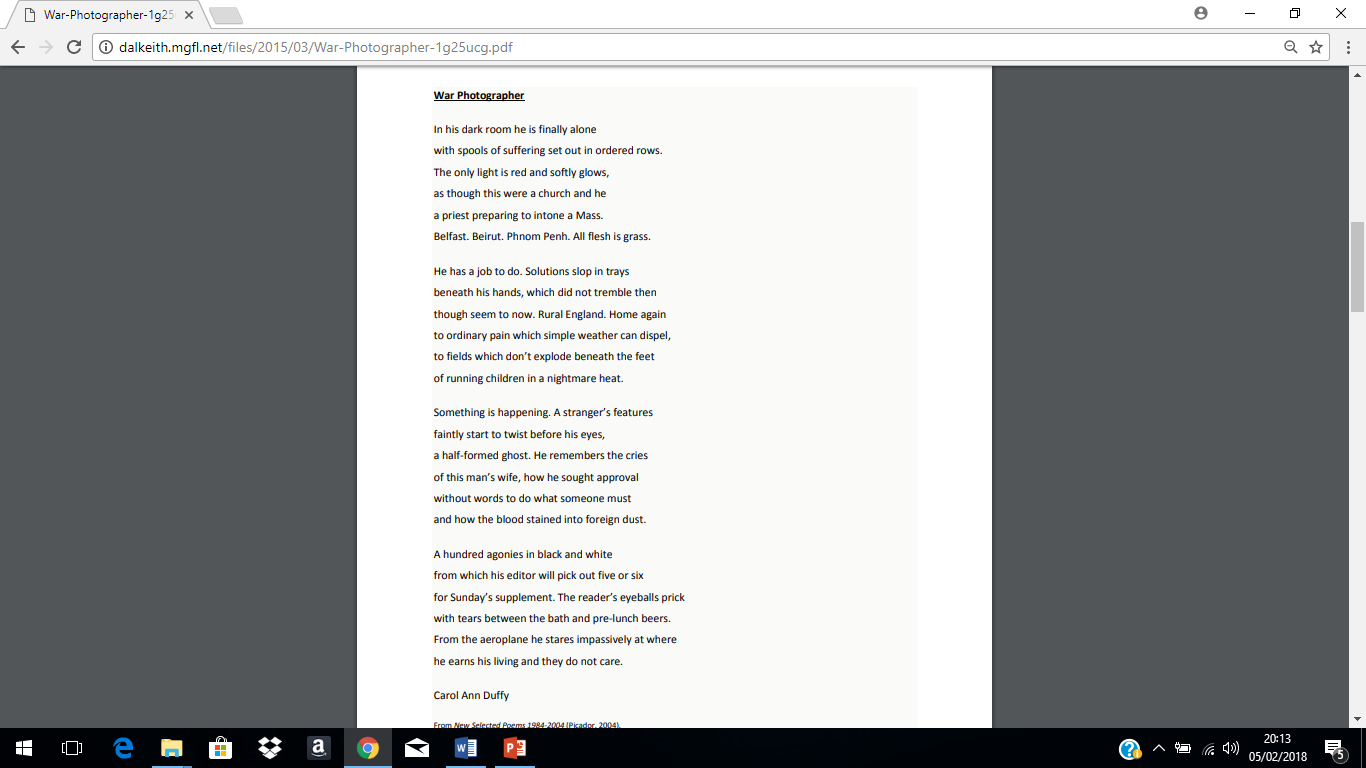 War-Photographer-1g25
dalkeith.mgfl.net/files/2015/03/War-Photographer-1g25ucg.pdf
War Photographer
In his dark room he is finally alone
with spools of suffering set out in ordered rows.
The only light is red and softly glows,
as though this were a church and he
a priest preparing to intone a Mass.
Belfast. Beirut. Phnom Penh. All flesh is grass.
He has a job to do. Solutions slop in trays
beneath his hands, which did not tremble then
though seem to now. Rural England. Home again
to ordinary pain which simple weather can dispel,
to fields which don’t explode beneath the feet
of running children in a nightmare heat.
Something is happening. A stranger’s features
faintly start to twist before his eyes,
a half-formed ghost. He remembers the cries
of this man’s wife, how he sought approval
without words to do what someone must
and how the blood stained into foreign dust.
A hundred agonies in black and white
from which his editor will pick out five or six
for Sunday’s supplement. The reader’s eyeballs prick
with tears between the bath and pre-lunch beers.
From the aeroplane he stares impassively at where
he earns his living and they do not care.
Carol Ann Duffy
From New Selected Poems 1984-2004 (Picador, 2004).
20:13
05/02/2018
5